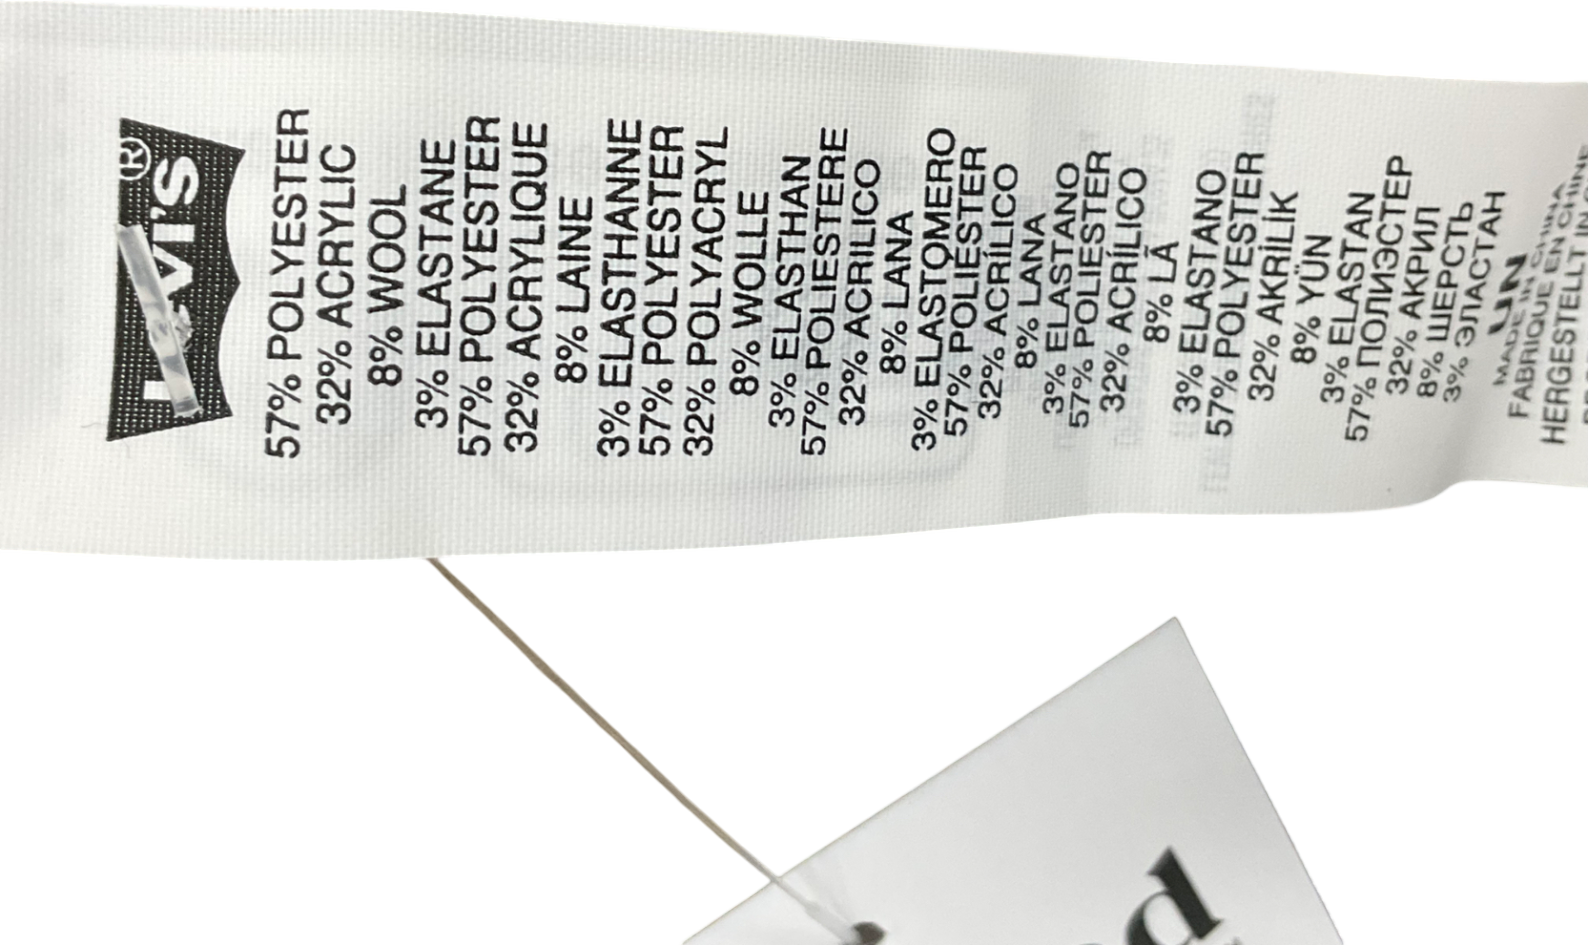 LEVI'S®
57% POLYESTER
32% ACRYLIC
8% WOOL
3% ELASTANE
57% POLYESTER
32% ACRYLIQUE
8% LAINE
3% ELASTHANNE
57% POLYESTER
32% POLYACRYL
8% WOLLE
3% ELASTHAN
57% POLIESTERE
32% ACRILICO
8% LANA
3% ELASTOMERO
57% POLIÉSTER
32% ACRÍLICO
8% LANA
3% ELASTANO
57% POLIÉSTER
32% ACRÍLICO
8% LÃ
3% ELASTANO
57% POLYESTER
32% AKRİLİK
8% YÜN
3% ELASTAN
57% ПОЛИЭСТЕР
32% АКРИЛ
8% ШЕРСТЬ
3% ЭЛАСТАН
MADE IN CHINA
FABRIQUE EN CHINE
HERGESTELLT IN